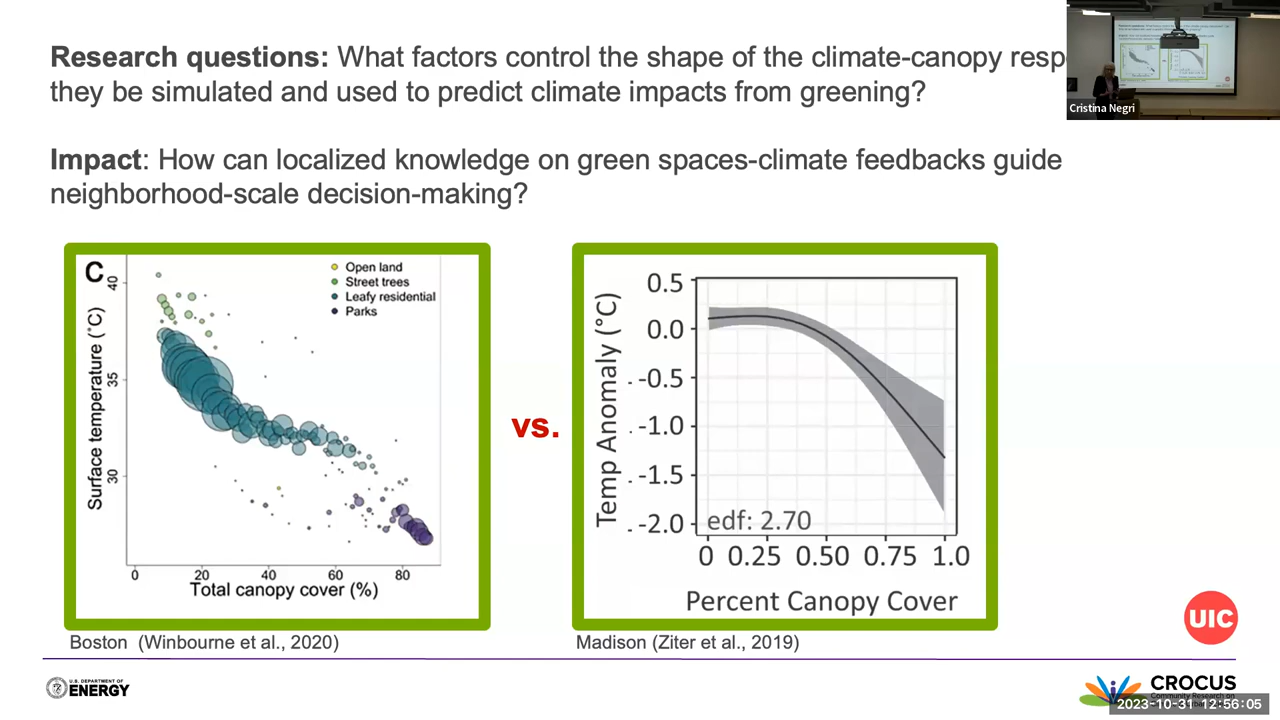 Research questions: What factors control the shape of the climate-canopy resp
they be simulated and used to predict climate impacts from greening?
Impact: How can localized knowledge on green spaces-climate feedbacks guide
neighborhood-scale decision-making?
Cristina Negri
C
Open land
Street trees
Leafy residential
Parks
Surface temperature (°C)
40
35
30
0 20 40 60 80
Total canopy cover (%)
Boston (Winbourne et al., 2020)
vs.
Temp Anomaly (°C)
0.5
0.0
-0.5
-1.0
-1.5
-2.0
edf: 2.70
0 0.25 0.50 0.75 1.0
Percent Canopy Cover
Madison (Ziter et al., 2019)
UIC
U.S. DEPARTMENT OF
ENERGY
CROCUS
Community Research on
2023-10-31 12:56:05